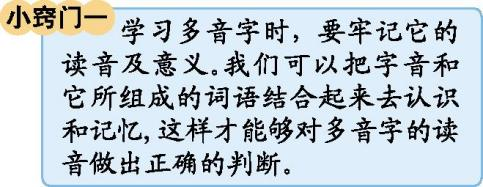 小窍门一
学习多音字时，要牢记它的
读音及意义。我们可以把字音和
它所组成的词语结合起来去认识
和记忆，这样才能够对多音字的读
音做出正确的判断。